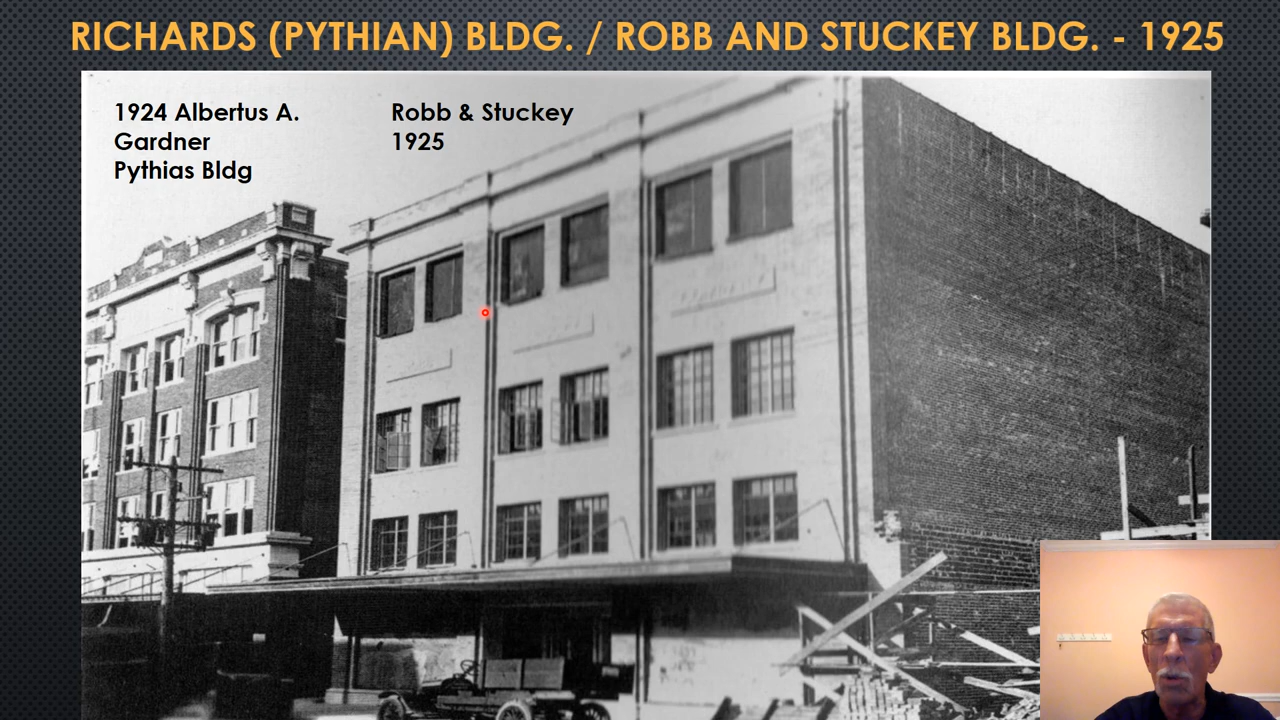 RICHARDS (PYTHIAN) BLDG. / ROBB AND STUCKEY BLDG. - 1925
1924 Albertus A.
Gardner
Pythias Bldg
Robb & Stuckey
1925